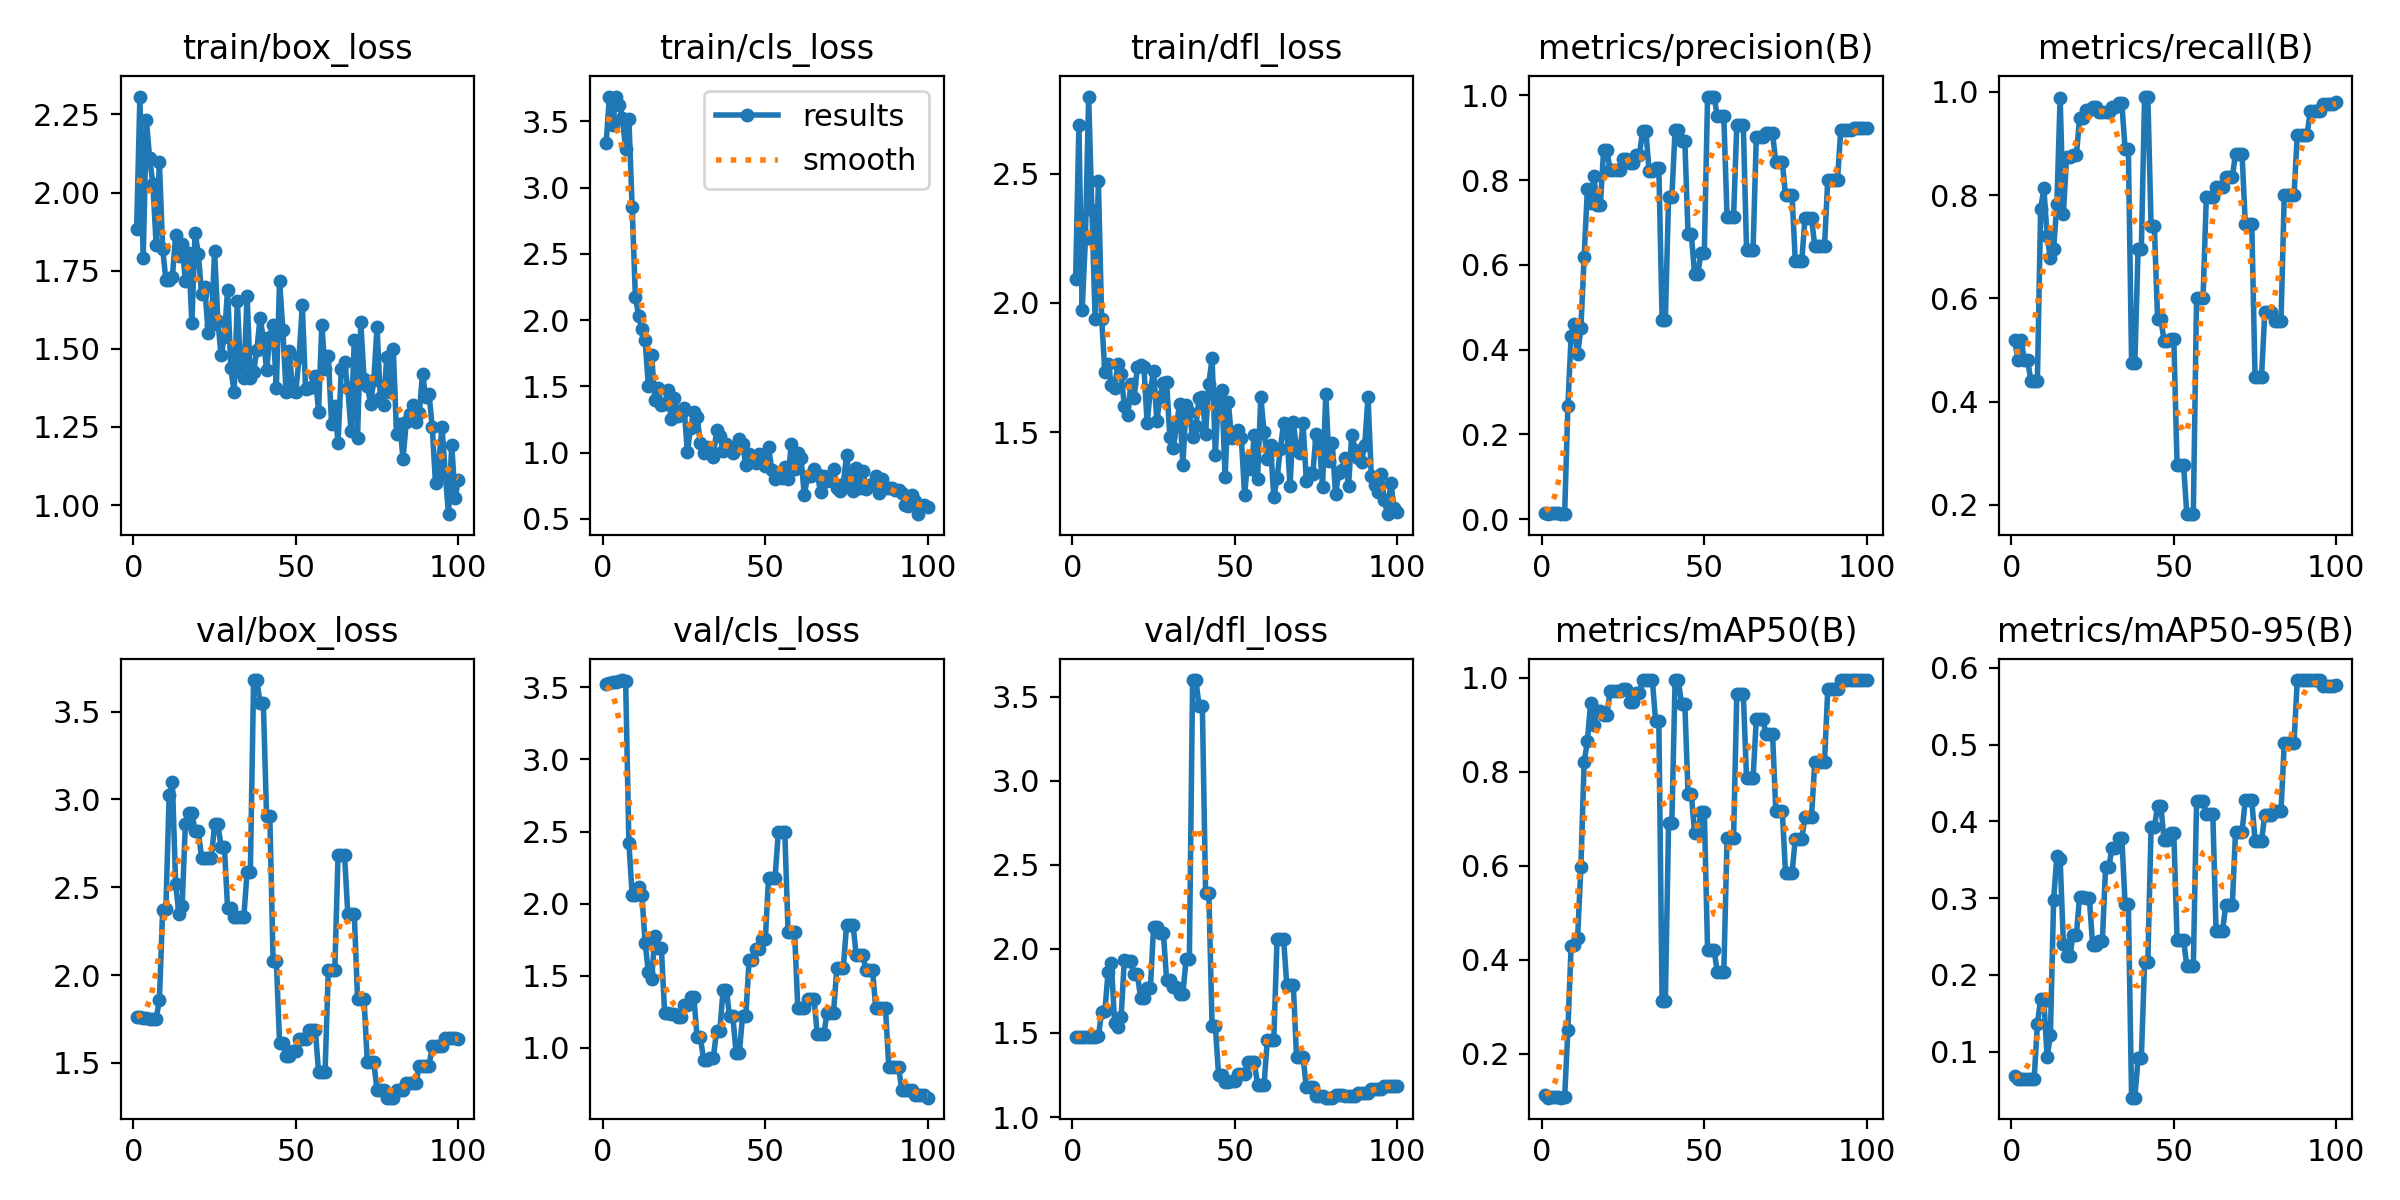 train/box_loss
2.25
2.00
1.75
1.50
1.25
1.00
0 50 100
train/cls_loss
results
smooth
3.5
3.0
2.5
2.0
1.5
1.0
0.5
0 50 100
train/dfl_loss
2.5
2.0
1.5
0 50 100
metrics/precision(B)
1.0
0.8
0.6
0.4
0.2
0.0
0 50 100
metrics/recall(B)
1.0
0.8
0.6
0.4
0.2
0 50 100
val/box_loss
3.5
3.0
2.5
2.0
1.5
0 50 100
val/cls_loss
3.5
3.0
2.5
2.0
1.5
1.0
0 50 100
val/dfl_loss
3.5
3.0
2.5
2.0
1.5
1.0
0 50 100
metrics/mAP50(B)
1.0
0.8
0.6
0.4
0.2
0 50 100
metrics/mAP50-95(B)
0.6
0.5
0.4
0.3
0.2
0.1
0 50 100